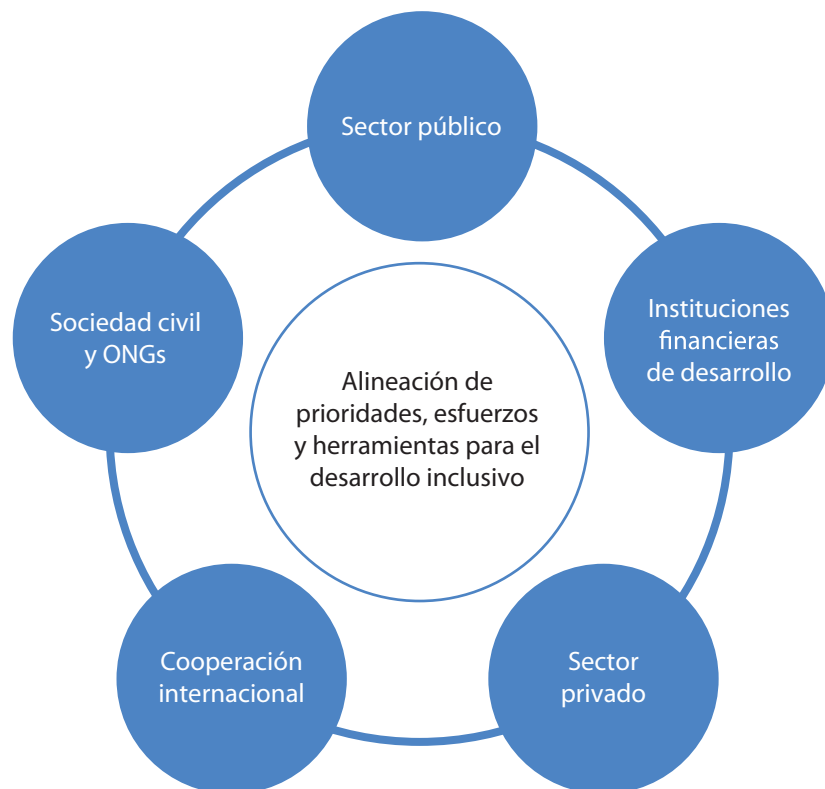 Sector público
Instituciones
financieras
de desarrollo
Sector
privado
Cooperación
internacional
Sociedad civil
y ONGs
Alineación de
prioridades, esfuerzos
y herramientas para el
desarrollo inclusivo